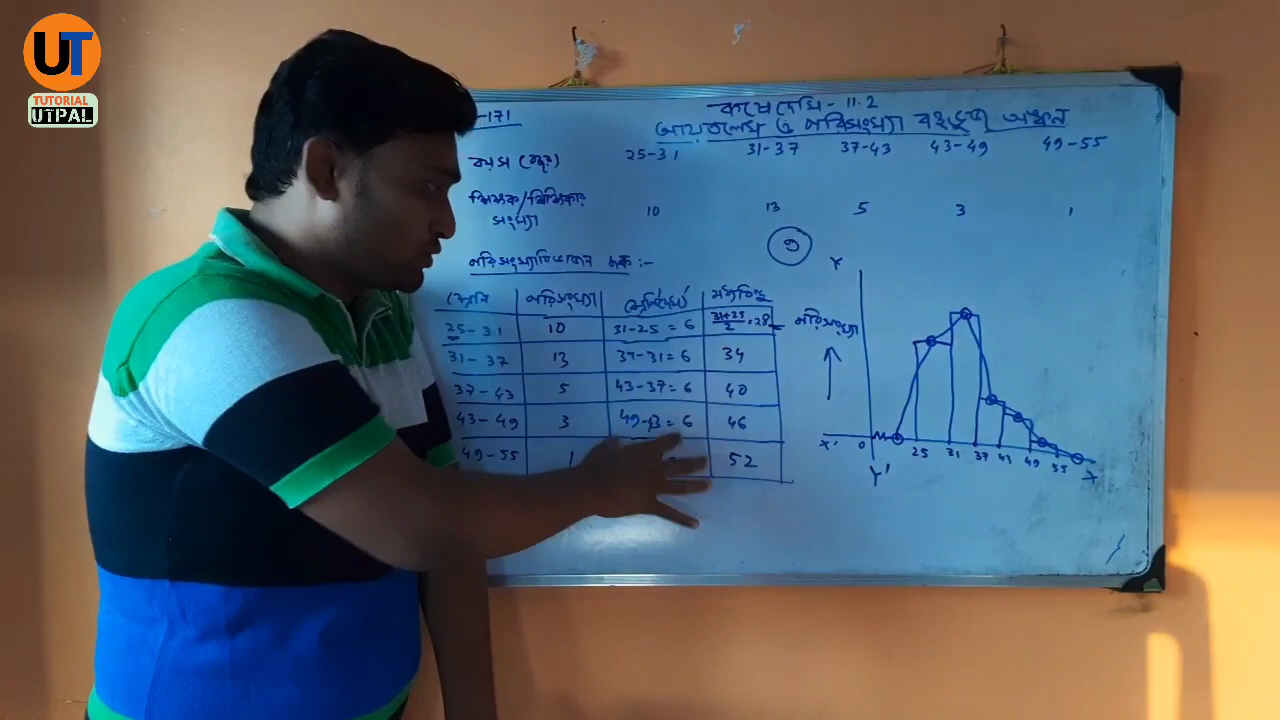 UT
TUTORIAL
UTPAL
-171
কষে দেখি - 11.2
আয়তলেখ ও পরিসংখ্যা বহুভুজ অঙ্কন
বয়স (বছর) 25-31 31-37 37-43 43-49 49-55
শিক্ষক/শিক্ষিকার
সংখ্যা 10 13 5 3 1
পরিসংখ্যাবিভাজন ছক :-
৩
শ্রেণি পরিসংখ্যা শ্রেণিদৈর্ঘ্য মধ্যবিন্দু
25-31 10 31-25 = 6 31+25/2 = 28
31-37 13 37-31 = 6 34
37-43 5 43-37 = 6 40
43-49 3 49-43 = 6 46
49-55 1 52
Y
পরিসংখ্যা
X' 0 25 31 37 43 49 55 X
Y'